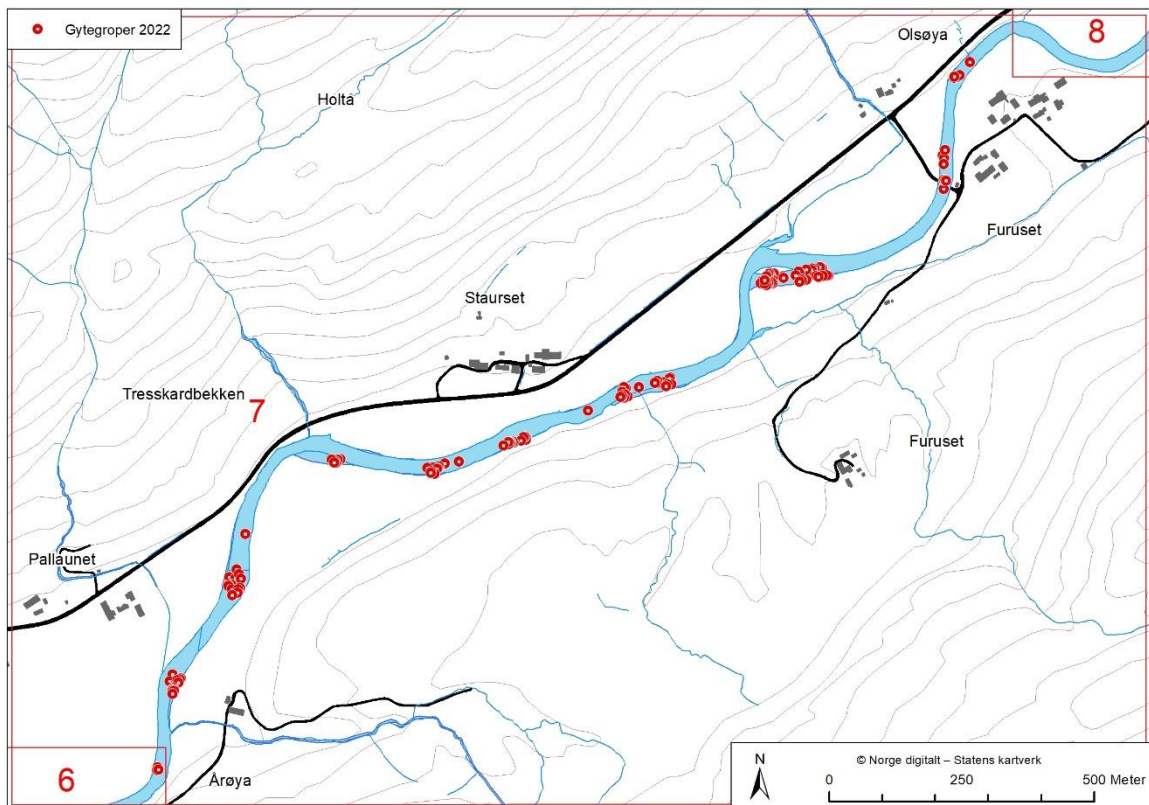 Gytegroper 2022
8
Olsøya
Holta
Furuset
Staurset
Tresskardbekken
7
Furuset
Pallaunet
6
Årøya
N
© Norge digitalt – Statens kartverk
0 250 500 Meter